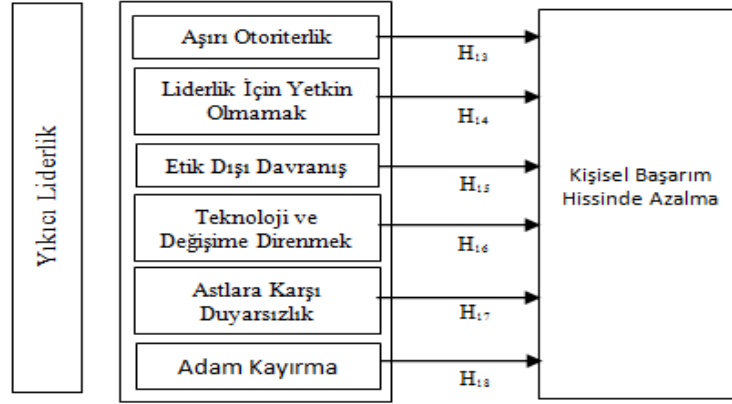 Yıkıcı Liderlik
Aşırı Otoriterlik
H₁₃
Liderlik İçin Yetkin
Olmamak
H₁₄
Etik Dışı Davranış
H₁₅
Teknoloji ve
Değişime Direnmek
H₁₆
Astlara Karşı
Duyarsızlık
H₁₇
Adam Kayırma
H₁₈
Kişisel Başarım
Hissinde Azalma